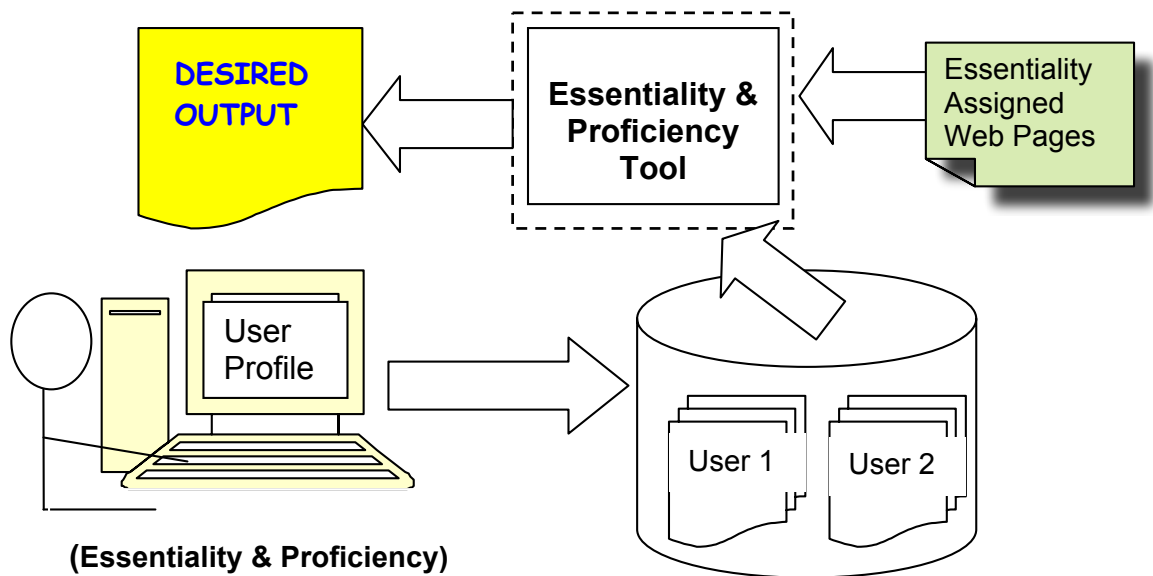 DESIRED
OUTPUT
Essentiality &
Proficiency
Tool
Essentiality
Assigned
Web Pages
User
Profile
User 1
User 2
(Essentiality & Proficiency)